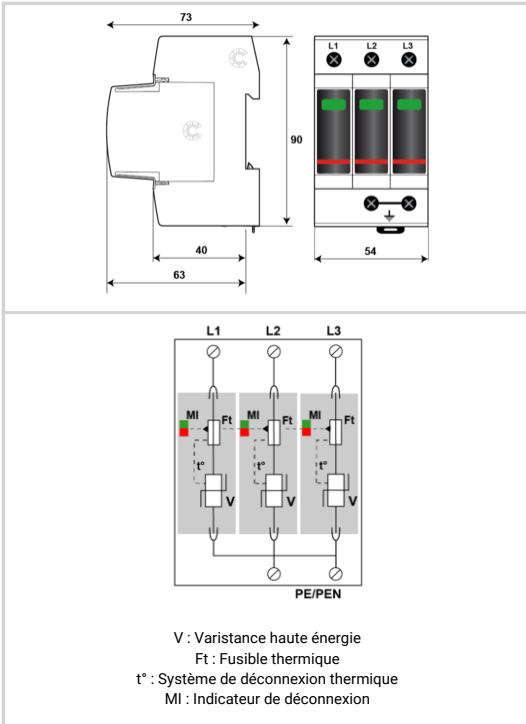 73
L1 L2 L3
90
40
63
54
L1 L2 L3
MI Ft MI Ft MI Ft
t° t° t°
V V V
PE/PEN
V : Varistance haute énergie
Ft : Fusible thermique
t° : Système de déconnexion thermique
MI : Indicateur de déconnexion